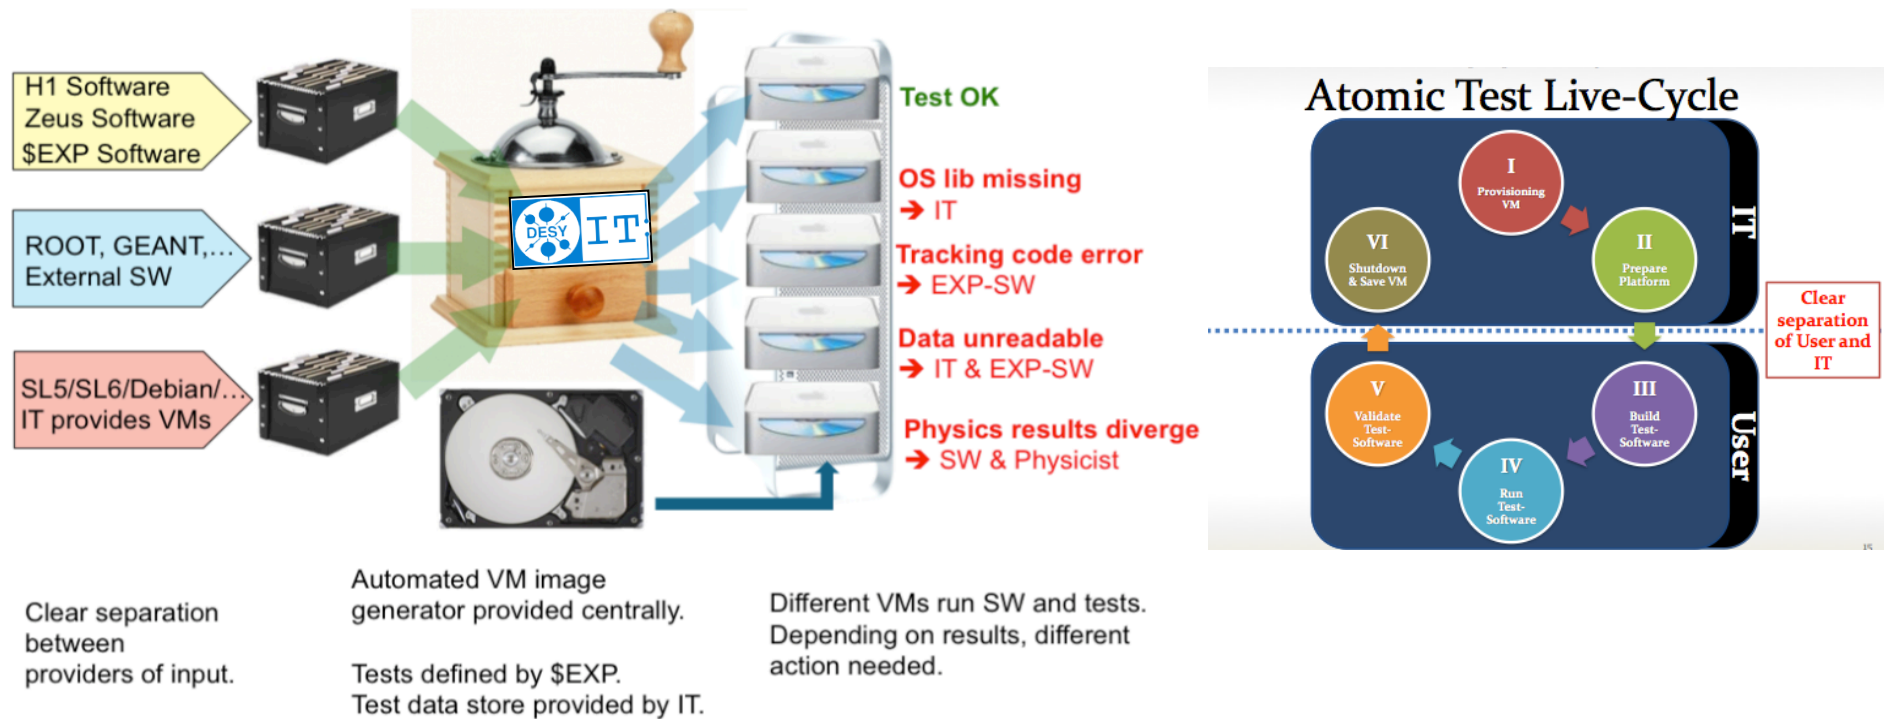 H1 Software
Zeus Software
$EXP Software
ROOT, GEANT,...
External SW
SL5/SL6/Debian/...
IT provides VMs
DESY
IT
Test OK
OS lib missing
➔ IT
Tracking code error
➔ EXP-SW
Data unreadable
➔ IT & EXP-SW
Physics results diverge
➔ SW & Physicist
Clear separation
between
providers of input.
Automated VM image
generator provided centrally.
Tests defined by $EXP.
Test data store provided by IT.
Different VMs run SW and tests.
Depending on results, different
action needed.
Atomic Test Live-Cycle
I
Provisioning
VM
II
Prepare
Platform
VI
Shutdown
& Save VM
IT
Clear
separation
of User and
IT
III
Build
Test-
Software
IV
Run
Test-
Software
V
Validate
Test-
Software
User
15